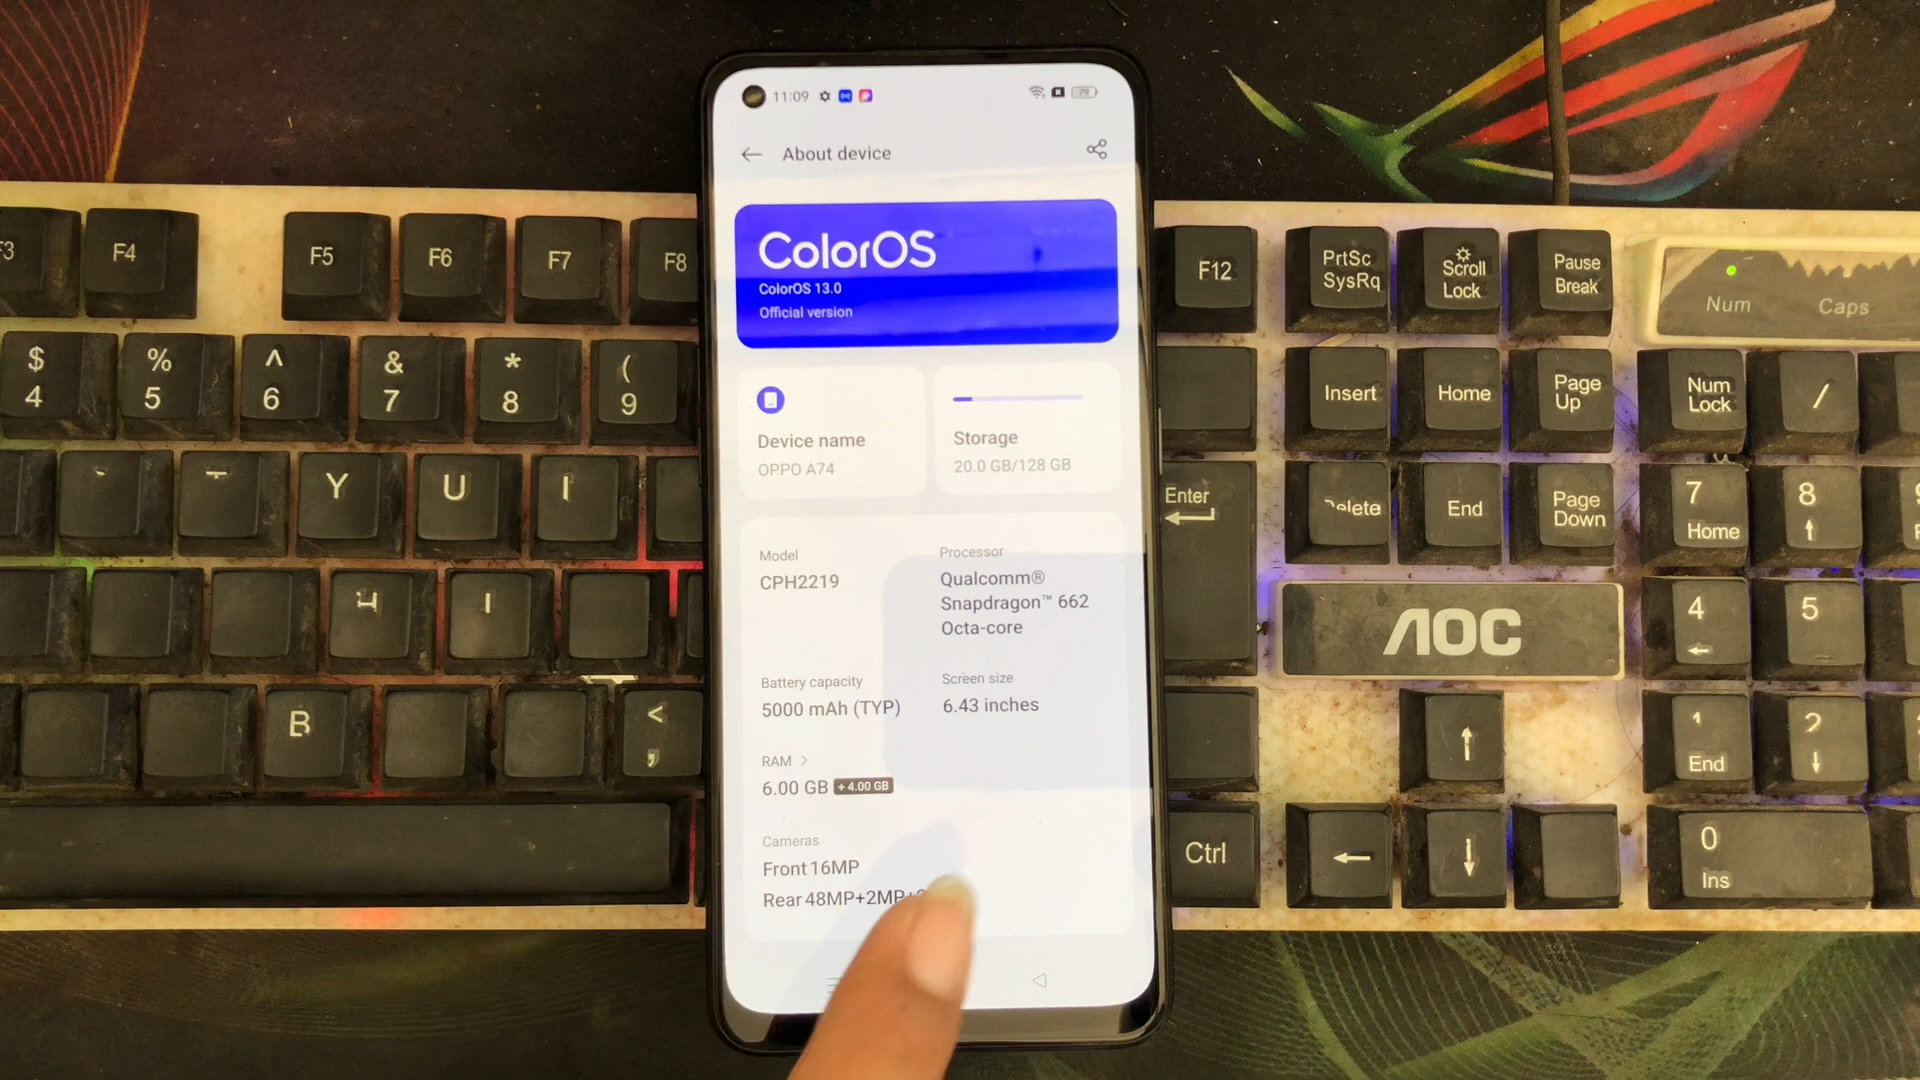 11:09
79
About device
ColorOS
ColorOS 13.0
Official version
Device name
OPPO A74
Storage
20.0 GB/128 GB
Model
CPH2219
Processor
Qualcomm®
Snapdragon™ 662
Octa-core
Battery capacity
5000 mAh (TYP)
Screen size
6.43 inches
RAM >
6.00 GB + 4.00 GB
Cameras
Front 16MP
Rear 48MP+2MP+
F4
F5
F6
F7
F8
F12
PrtSc
SysRq
Scroll
Lock
Pause
Break
Num
Caps
$
4
%
5
^
6
&
7
*
8
(
9
Insert
Home
Page
Up
Num
Lock
/
Y
U
I
Enter
End
Page
Down
7
Home
8
↑
AOC
4
←
5
B
<
,
↑
1
End
2
↓
Ctrl
←
↓
0
Ins